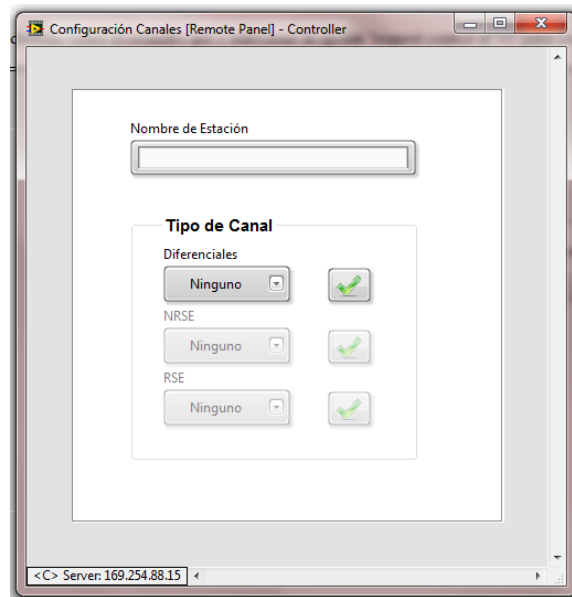 Configuración Canales [Remote Panel] - Controller
Nombre de Estación
Tipo de Canal
Diferenciales
Ninguno
NRSE
Ninguno
RSE
Ninguno
<C> Server: 169.254.88.15